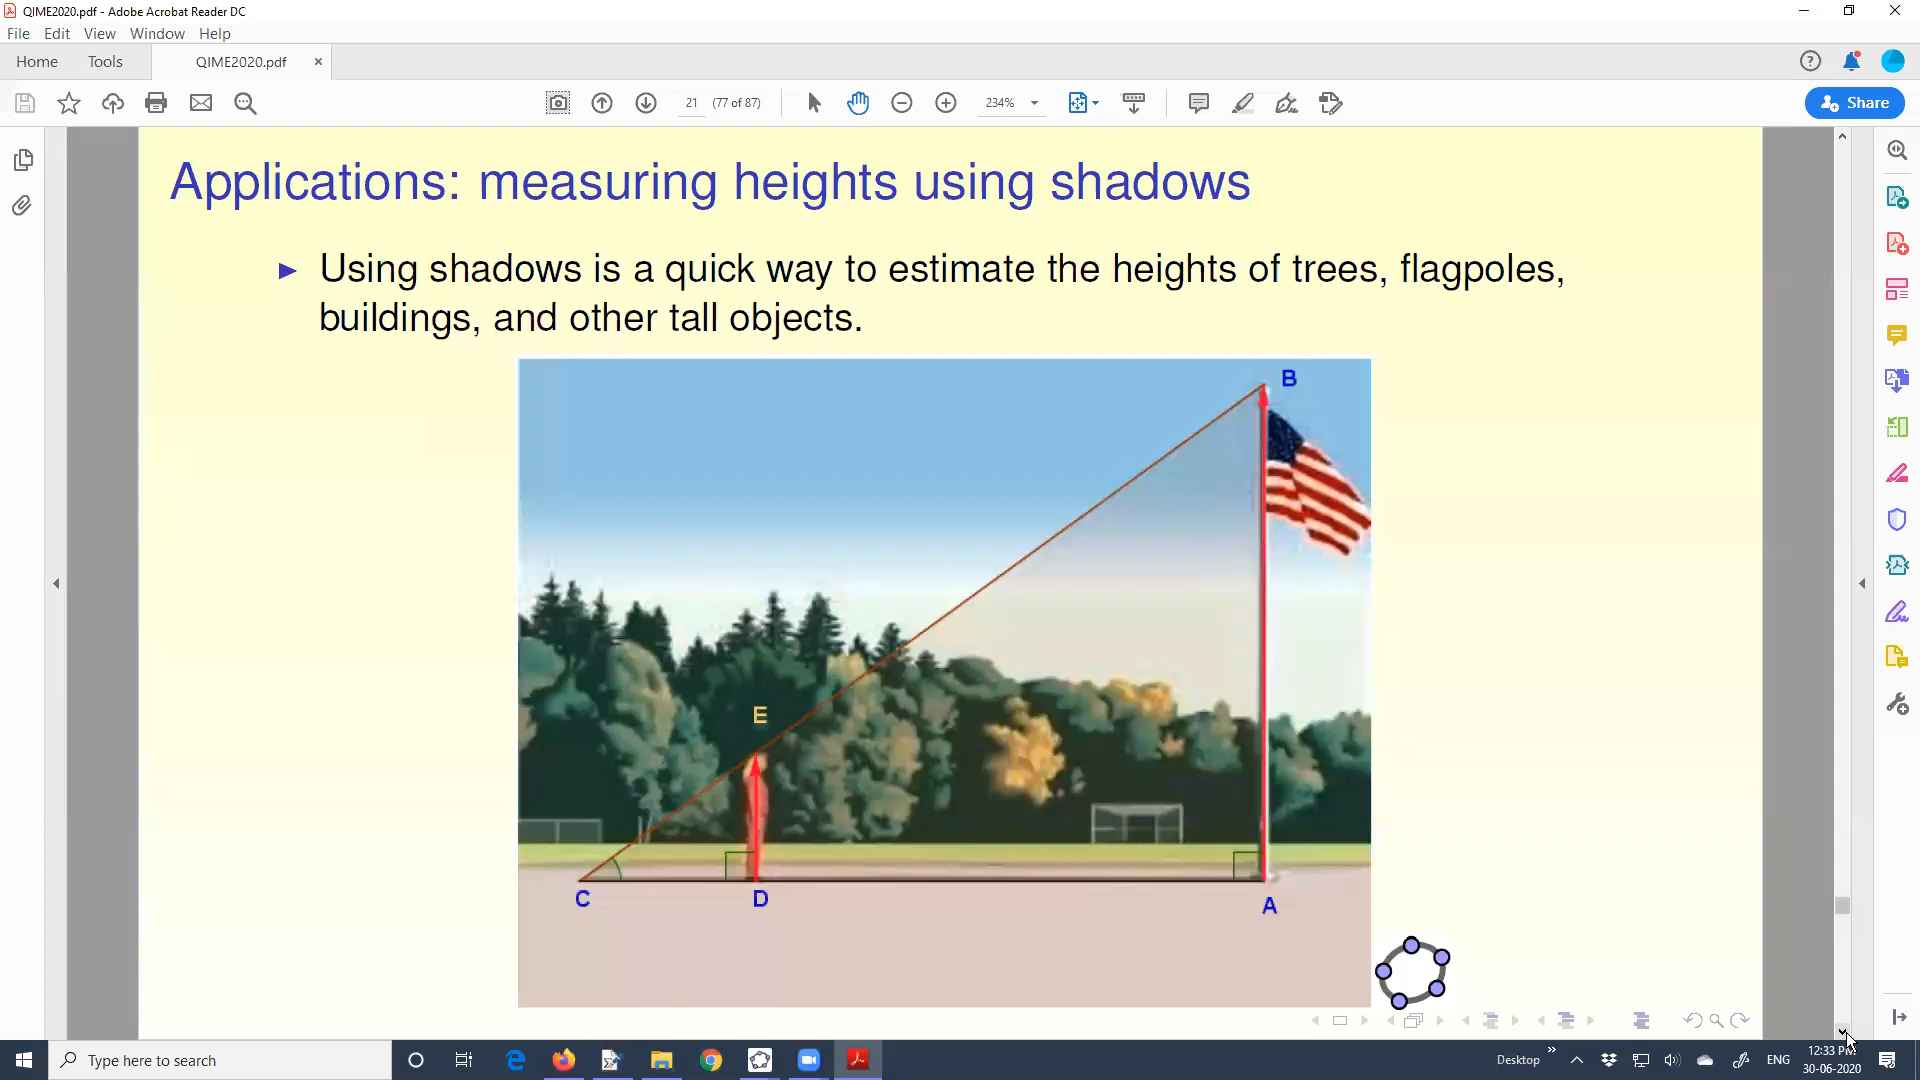 QIME2020.pdf - Adobe Acrobat Reader DC
File Edit View Window Help
Home Tools QIME2020.pdf
21 (77 of 87) 234% Share
Applications: measuring heights using shadows
Using shadows is a quick way to estimate the heights of trees, flagpoles,
buildings, and other tall objects.
B
E
C D A
Type here to search
Desktop ENG 12:33 PM
30-06-2020